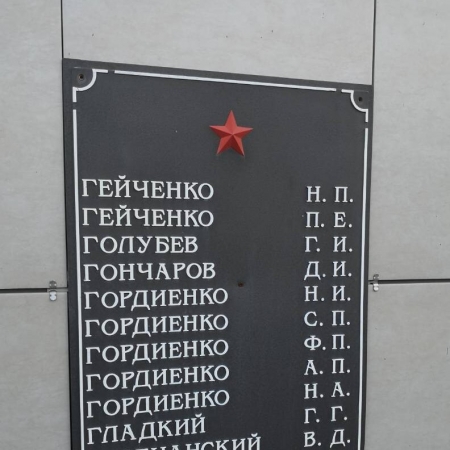 ГЕЙЧЕНКО Н. П.
ГЕЙЧЕНКО П. Е.
ГОЛУБЕВ Г. И.
ГОНЧАРОВ Д. И.
ГОРДИЕНКО Н. И.
ГОРДИЕНКО С. П.
ГОРДИЕНКО Ф. П.
ГОРДИЕНКО А. П.
ГОРДИЕНКО Н. А.
ГЛАДКИЙ Г. Г.
В. Д.